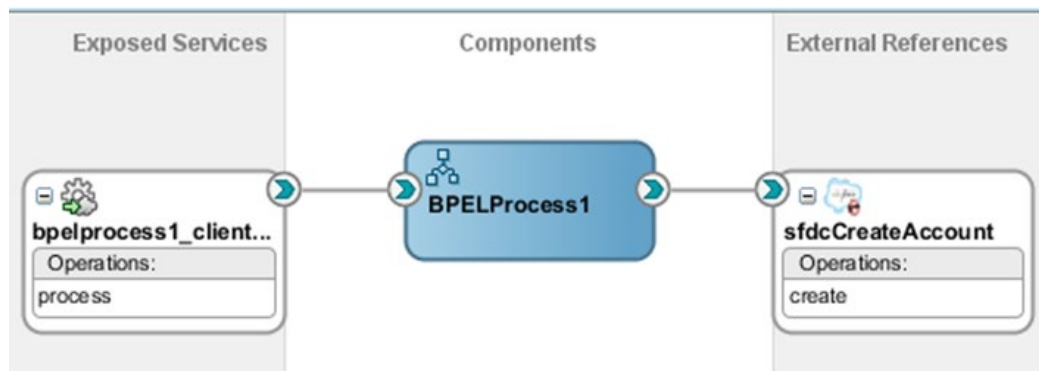 Exposed Services
Components
External References
bpelprocess1_client...
Operations:
process
BPELProcess1
sfdcCreateAccount
Operations:
create